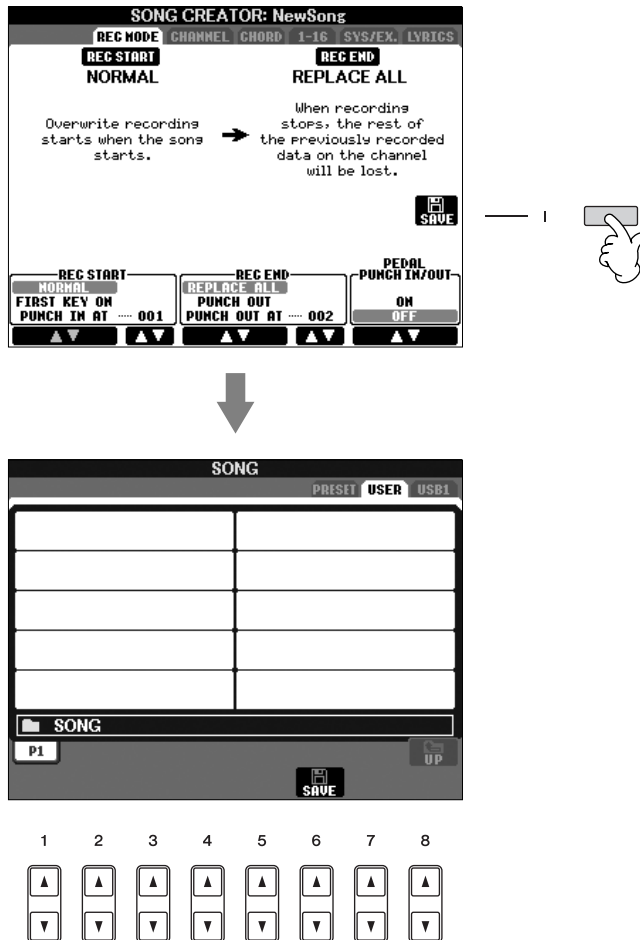 SONG CREATOR: NewSong
REC MODE CHANNEL CHORD 1-16 SYS/EX. LYRICS
REC START
NORMAL
Overwrite recording
starts when the song
starts.
REC END
REPLACE ALL
When recording
stops, the rest of
the previously recorded
data on the channel
will be lost.
SAVE
I
REC START
NORMAL
FIRST KEY ON
PUNCH IN AT ····· 001
REC END
REPLACE ALL
PUNCH OUT
PUNCH OUT AT ···· 002
PEDAL
PUNCH IN/OUT
ON
OFF
SONG
PRESET USER USB1
SONG
P1
UP
SAVE
1 2 3 4 5 6 7 8